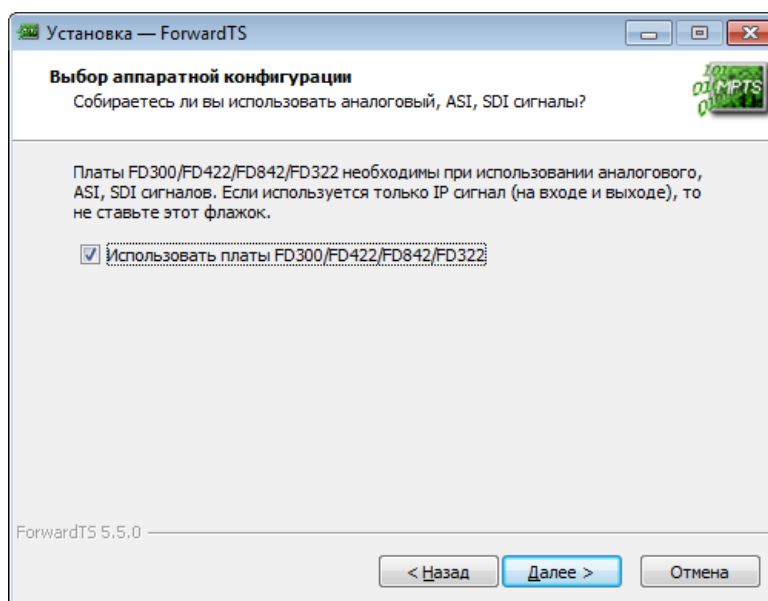 Установка — ForwardTS
Выбор аппаратной конфигурации
Собираетесь ли вы использовать аналоговый, ASI, SDI сигналы?
MPTS
Платы FD300/FD422/FD842/FD322 необходимы при использовании аналогового,
ASI, SDI сигналов. Если используется только IP сигнал (на входе и выходе), то
не ставьте этот флажок.
Использовать платы FD300/FD422/FD842/FD322
ForwardTS 5.5.0
< Назад
Далее >
Отмена